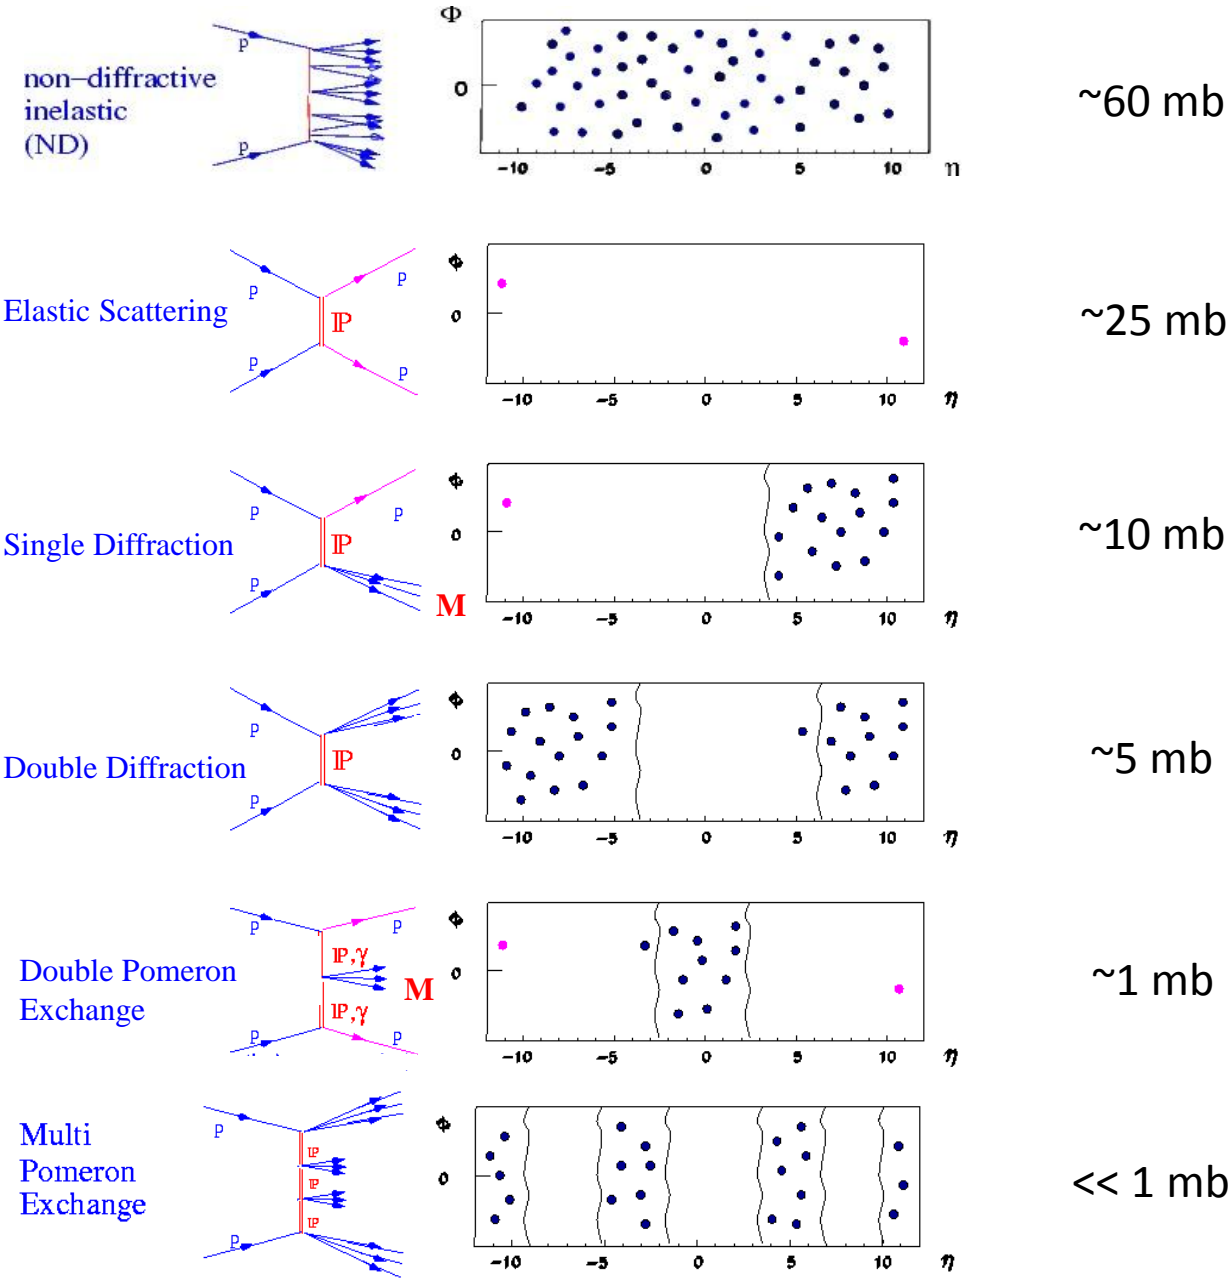 Φ
p
non-diffractive
inelastic
(ND)
0
~60 mb
p
-10 -5 0 5 10 η
Φ
p p
Elastic Scattering
ℙ
0
~25 mb
p p
-10 -5 0 5 10 η
Φ
p p
Single Diffraction
ℙ
0
~10 mb
p
M
-10 -5 0 5 10 η
Φ
p
Double Diffraction
ℙ
0
~5 mb
p
-10 -5 0 5 10 η
Φ
p p
Double Pomeron
Exchange
ℙ,γ
M
0
~1 mb
ℙ,γ
p p
-10 -5 0 5 10 η
Φ
p
Multi
Pomeron
Exchange
ℙ
ℙ
ℙ
0
<< 1 mb
p
-10 -5 0 5 10 η